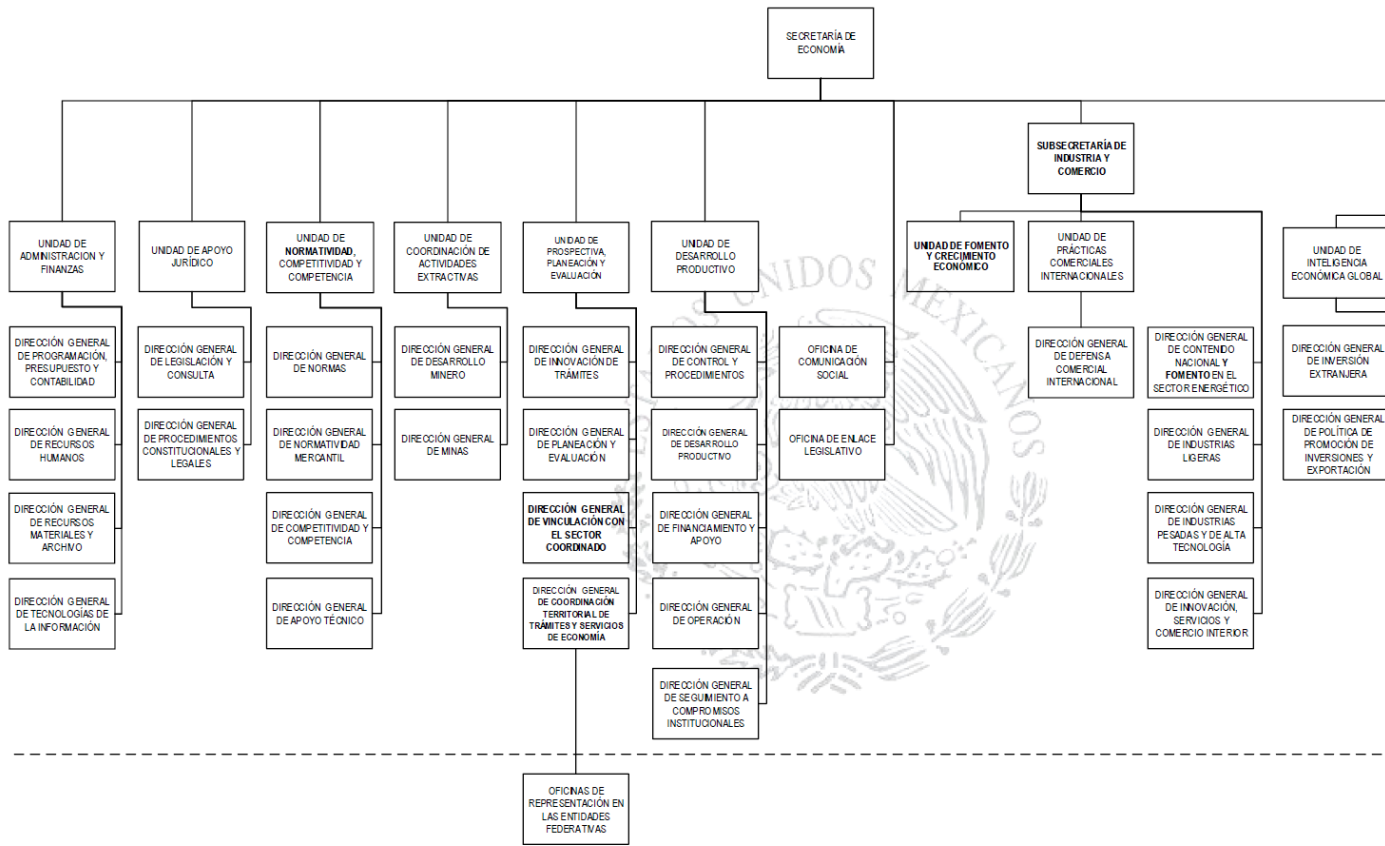 SECRETARÍA DE
ECONOMÍA
SUBSECRETARÍA DE
INDUSTRIA Y
COMERCIO
UNIDAD DE
ADMINISTRACION Y
FINANZAS
UNIDAD DE APOYO
JURÍDICO
UNIDAD DE
NORMATIVIDAD,
COMPETITIVIDAD Y
COMPETENCIA
UNIDAD DE
COORDINACIÓN DE
ACTIVIDADES
EXTRACTIVAS
UNIDAD DE
PROSPECTIVA,
PLANEACIÓN Y
EVALUACIÓN
UNIDAD DE
DESARROLLO
PRODUCTIVO
UNIDAD DE FOMENTO
Y CRECIMIENTO
ECONÓMICO
UNIDAD DE
PRÁCTICAS
COMERCIALES
INTERNACIONALES
UNIDAD DE
INTELIGENCIA
ECONÓMICA GLOBAL
DIRECCIÓN GENERAL
DE PROGRAMACIÓN,
PRESUPUESTO Y
CONTABILIDAD
DIRECCIÓN GENERAL
DE LEGISLACIÓN Y
CONSULTA
DIRECCIÓN GENERAL
DE NORMAS
DIRECCIÓN GENERAL
DE DESARROLLO
MINERO
DIRECCIÓN GENERAL
DE INNOVACIÓN DE
TRÁMITES
DIRECCIÓN GENERAL
DE CONTROL Y
PROCEDIMIENTOS
OFICINA DE
COMUNICACIÓN
SOCIAL
DIRECCIÓN GENERAL
DE DEFENSA
COMERCIAL
INTERNACIONAL
DIRECCIÓN GENERAL
DE CONTENIDO
NACIONAL Y
FOMENTO EN EL
SECTOR ENERGÉTICO
DIRECCIÓN GENERAL
DE INVERSIÓN
EXTRANJERA
DIRECCIÓN GENERAL
DE RECURSOS
HUMANOS
DIRECCIÓN GENERAL
DE PROCEDIMIENTOS
CONSTITUCIONALES Y
LEGALES
DIRECCIÓN GENERAL
DE NORMATIVIDAD
MERCANTIL
DIRECCIÓN GENERAL
DE MINAS
DIRECCIÓN GENERAL
DE PLANEACIÓN Y
EVALUACIÓN
DIRECCIÓN GENERAL
DE DESARROLLO
PRODUCTIVO
OFICINA DE ENLACE
LEGISLATIVO
DIRECCIÓN GENERAL
DE INDUSTRIAS
LIGERAS
DIRECCIÓN GENERAL
DE POLÍTICA DE
PROMOCIÓN DE
INVERSIONES Y
EXPORTACIÓN
DIRECCIÓN GENERAL
DE RECURSOS
MATERIALES Y
ARCHIVO
DIRECCIÓN GENERAL
DE COMPETITIVIDAD Y
COMPETENCIA
DIRECCIÓN GENERAL
DE VINCULACIÓN CON
EL SECTOR
COORDINADO
DIRECCIÓN GENERAL
DE FINANCIAMIENTO Y
APOYO
DIRECCIÓN GENERAL
DE INDUSTRIAS
PESADAS Y DE ALTA
TECNOLOGÍA
DIRECCIÓN GENERAL
DE TECNOLOGÍAS DE
LA INFORMACIÓN
DIRECCIÓN GENERAL
DE APOYO TÉCNICO
DIRECCIÓN GENERAL
DE COORDINACIÓN
TERRITORIAL DE
TRÁMITES Y SERVICIOS
DE ECONOMÍA
DIRECCIÓN GENERAL
DE OPERACIÓN
DIRECCIÓN GENERAL
DE INNOVACIÓN,
SERVICIOS Y
COMERCIO INTERIOR
DIRECCIÓN GENERAL
DE SEGUIMIENTO A
COMPROMISOS
INSTITUCIONALES
OFICINAS DE
REPRESENTACIÓN EN
LAS ENTIDADES
FEDERATIVAS
ESTADOS UNIDOS MEXICANOS